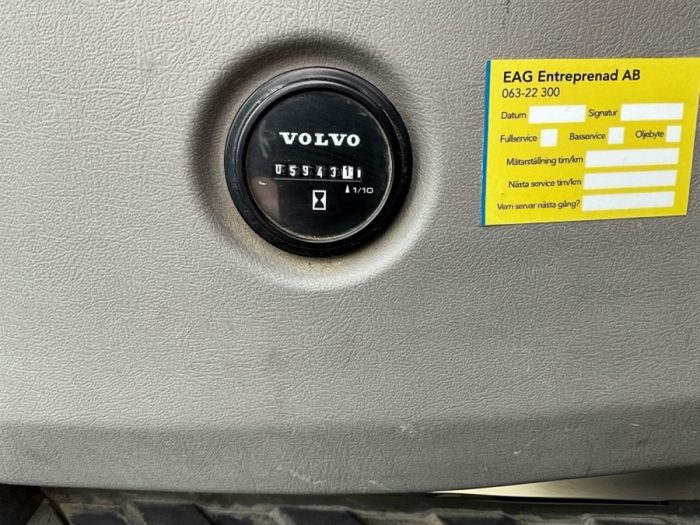 VOLVO
059431
1/10
EAG Entreprenad AB
063-22 300
Datum Signatur
Fullservice Basservice Oljebyte
Mätarställning tim/km
Nästa service tim/km
Vem servar nästa gång?